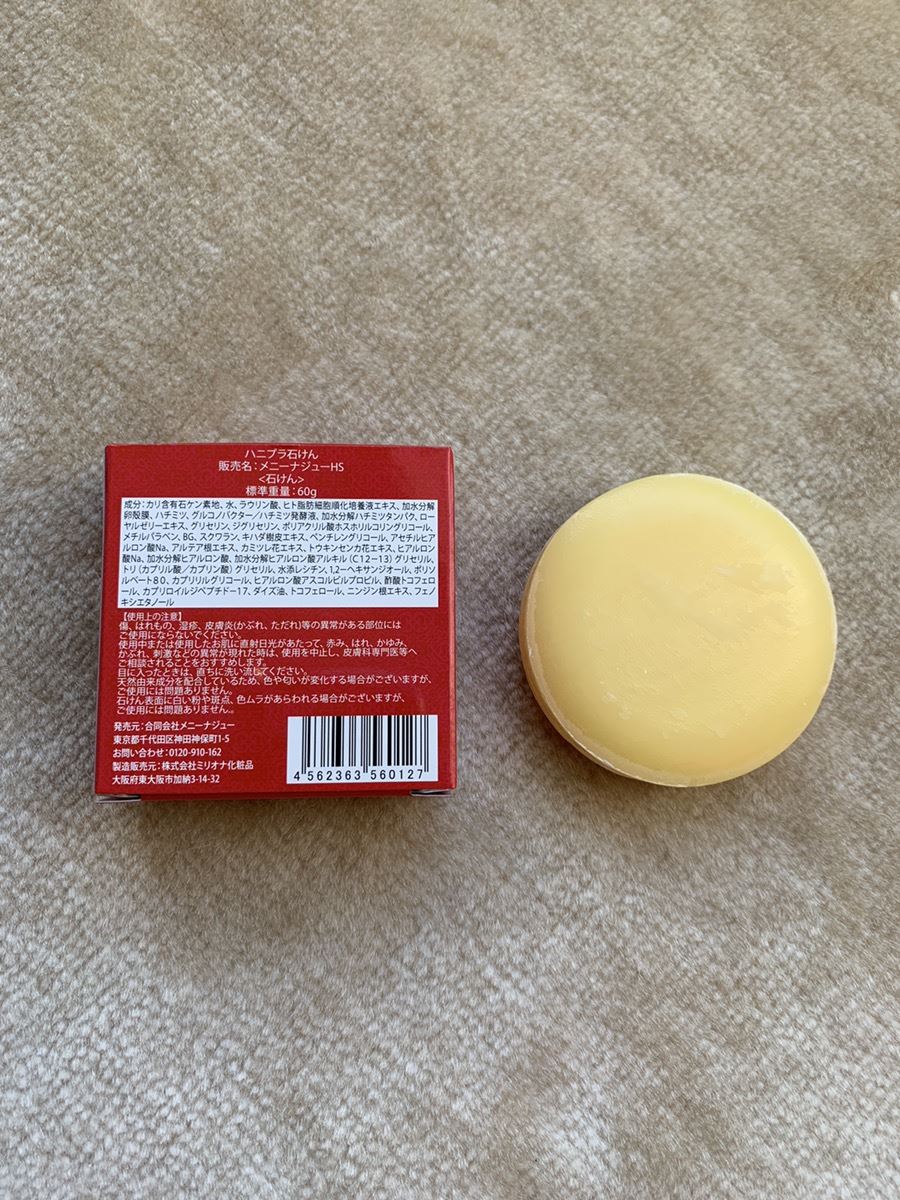 ハニプラ石けん
販売名:メニーナジューHS
<石けん>
標準重量:60g
成分:カリ含有石ケン素地、水、ラウリン酸、ヒト脂肪細胞順化培養液エキス、加水分解
卵殻膜、ハチミツ、グルコノバクター/ハチミツ発酵液、加水分解ハチミツタンパク、ロー
ヤルゼリーエキス、グリセリン、ジグリセリン、ポリアクリル酸ホスホリルコリングリコール、
メチルパラベン、BG、スクワラン、キハダ樹皮エキス、ペンチレングリコール、アセチルヒア
ルロン酸Na、アルテア根エキス、カミツレ花エキス、トウキンセンカ花エキス、ヒアルロン
酸Na、加水分解ヒアルロン酸、加水分解ヒアルロン酸アルキル(C12-13)グリセリル、
トリ(カプリル酸/カプリン酸)グリセリル、水添レシチン、1,2-ヘキサンジオール、ポリソ
ルベート80、カプリリルグリコール、ヒアルロン酸アスコルビルプロピル、酢酸トコフェロ
ール、カプリロイルジペプチド-17、ダイズ油、トコフェロール、ニンジン根エキス、フェノ
キシエタノール
【使用上の注意】
傷、はれもの、湿疹、皮膚炎(かぶれ、ただれ)等の異常がある部位には
ご使用にならないでください。
使用中または使用したお肌に直射日光があたって、赤み、はれ、かゆみ、
かぶれ、刺激などの異常が現れた時は、使用を中止し、皮膚科専門医等へ
ご相談されることをおすすめします。
目に入ったときは、直ちに洗い流してください。
天然由来成分を配合しているため、色や匂いが変化する場合がございますが、
ご使用には問題ありません。
石けん表面に白い粉や斑点、色ムラがあらわれる場合がございますが、
ご使用には問題ありません。
発売元:合同会社メニーナジュー
東京都千代田区神田神保町1-5
お問い合わせ:0120-910-162
製造販売元:株式会社ミリオナ化粧品
大阪府東大阪市加納3-14-32
4 562363 560127